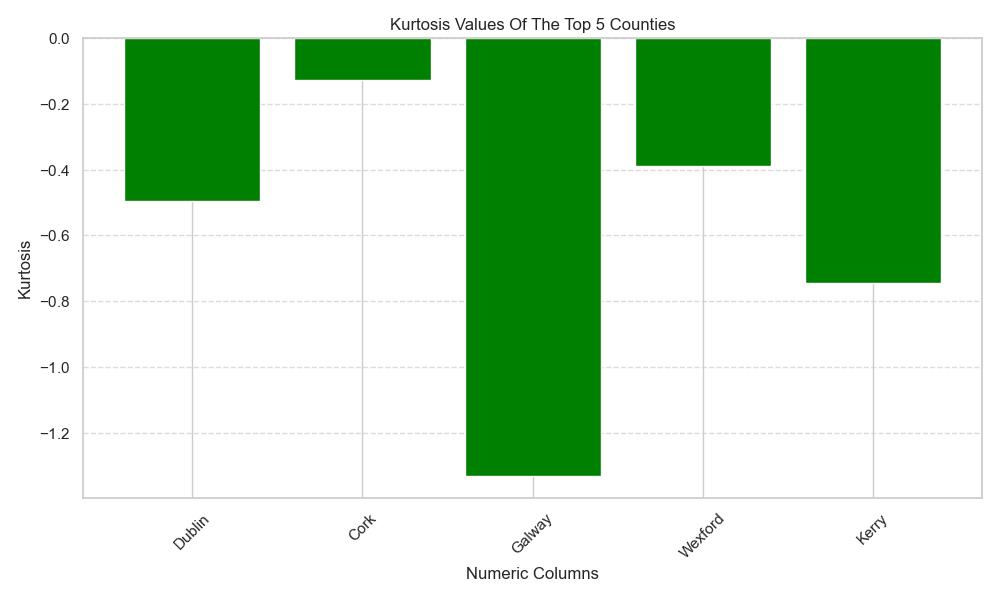 Kurtosis Values Of The Top 5 Counties
0.0
−0.2
−0.4
−0.6
−0.8
−1.0
−1.2
Kurtosis
Dublin
Cork
Galway
Wexford
Kerry
Numeric Columns